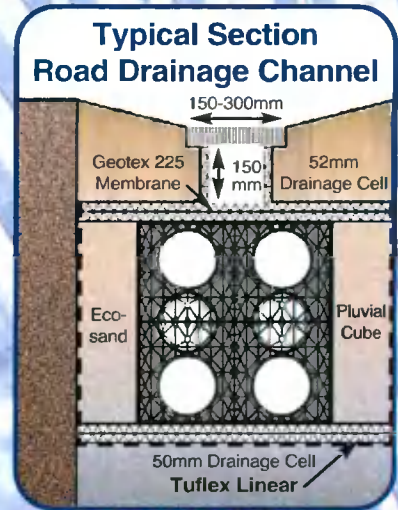 Typical Section
Road Drainage Channel
150-300mm
Geotex 225
Membrane
150
mm
52mm
Drainage Cell
Eco-
sand
Pluvial
Cube
50mm Drainage Cell
Tuflex Linear